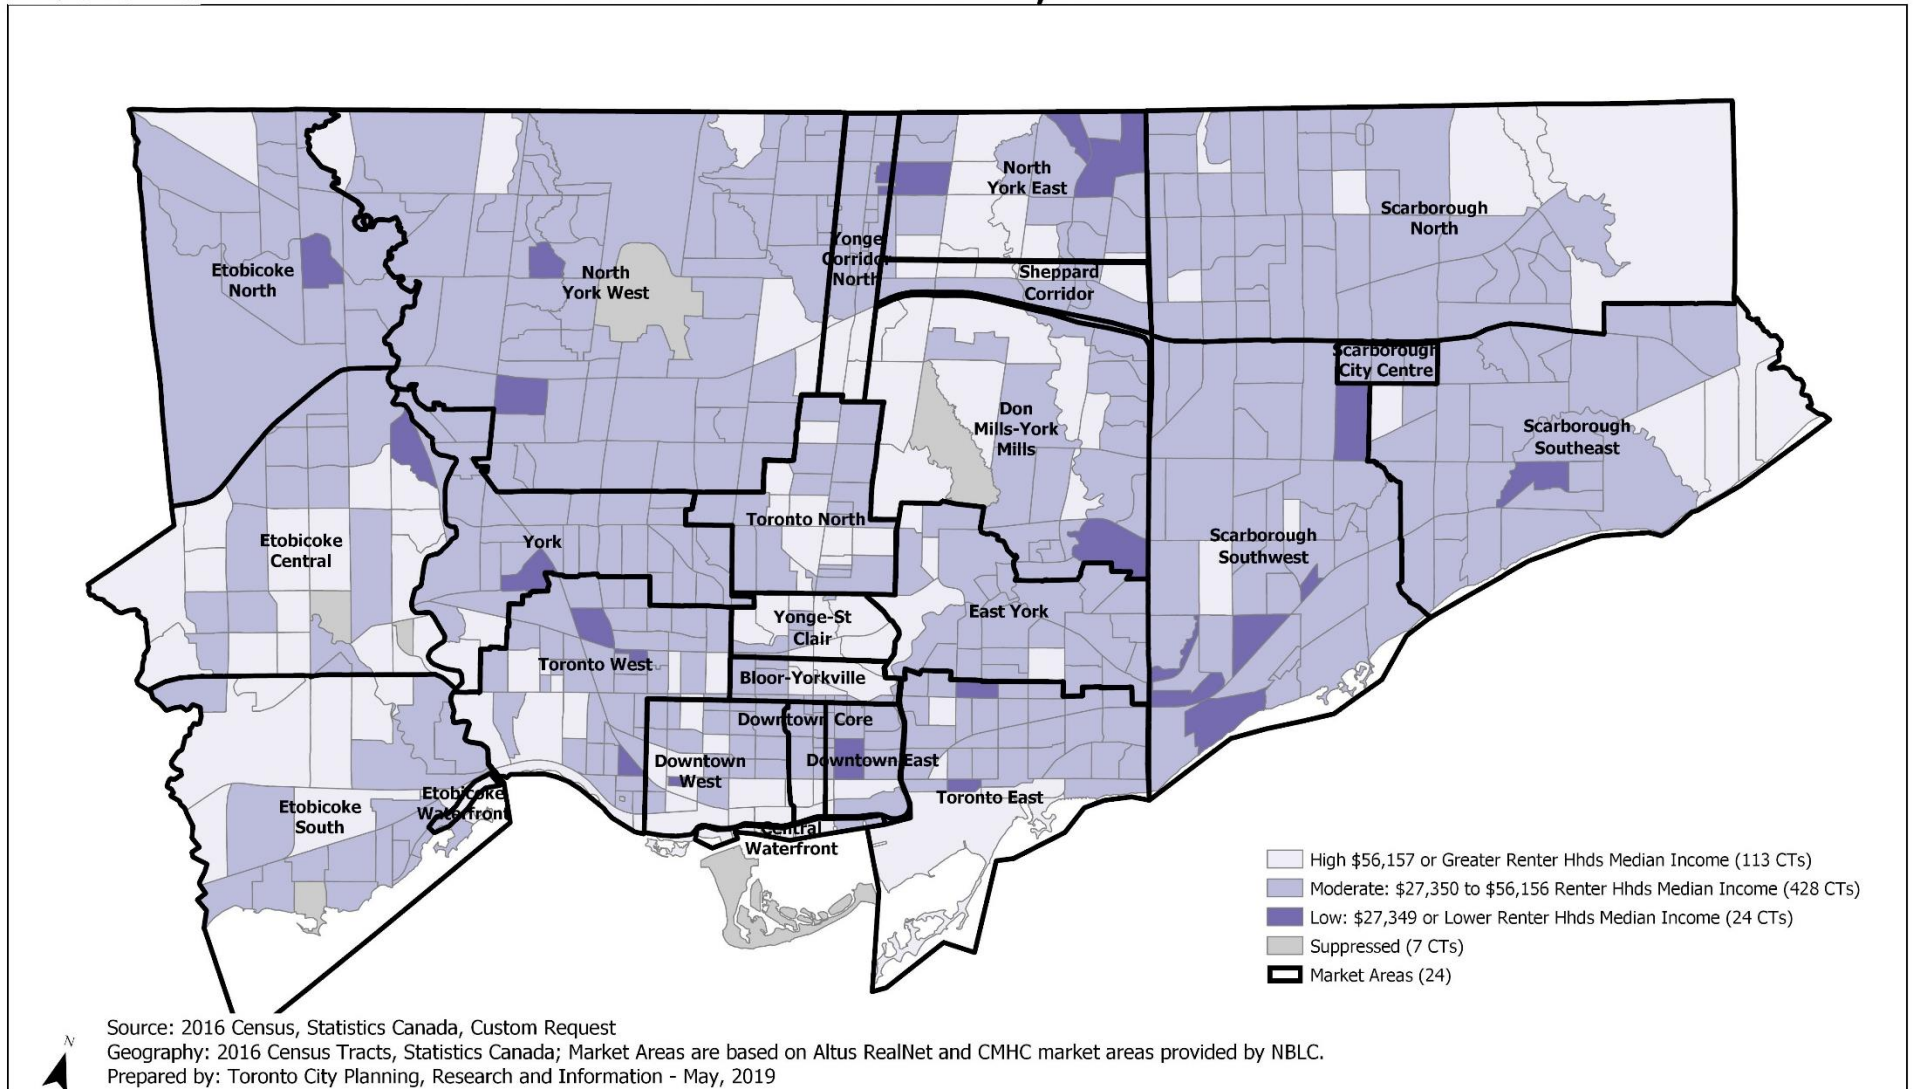 North
York East
Scarborough
North
Yonge
Corridor
North
Etobicoke
North
North
York West
Sheppard
Corridor
Scarborough
City Centre
Don
Mills-York
Mills
Scarborough
Southeast
Toronto North
York
Etobicoke
Central
Scarborough
Southwest
East York
Yonge-St
Clair
Toronto West
Bloor-Yorkville
Downtown Core
Downtown
West
Downtown East
Toronto East
Etobicoke
Waterfront
Etobicoke
South
Central
Waterfront
High $56,157 or Greater Renter Hhds Median Income (113 CTs)
Moderate: $27,350 to $56,156 Renter Hhds Median Income (428 CTs)
Low: $27,349 or Lower Renter Hhds Median Income (24 CTs)
Suppressed (7 CTs)
Market Areas (24)
N
Source: 2016 Census, Statistics Canada, Custom Request
Geography: 2016 Census Tracts, Statistics Canada; Market Areas are based on Altus RealNet and CMHC market areas provided by NBLC.
Prepared by: Toronto City Planning, Research and Information - May, 2019